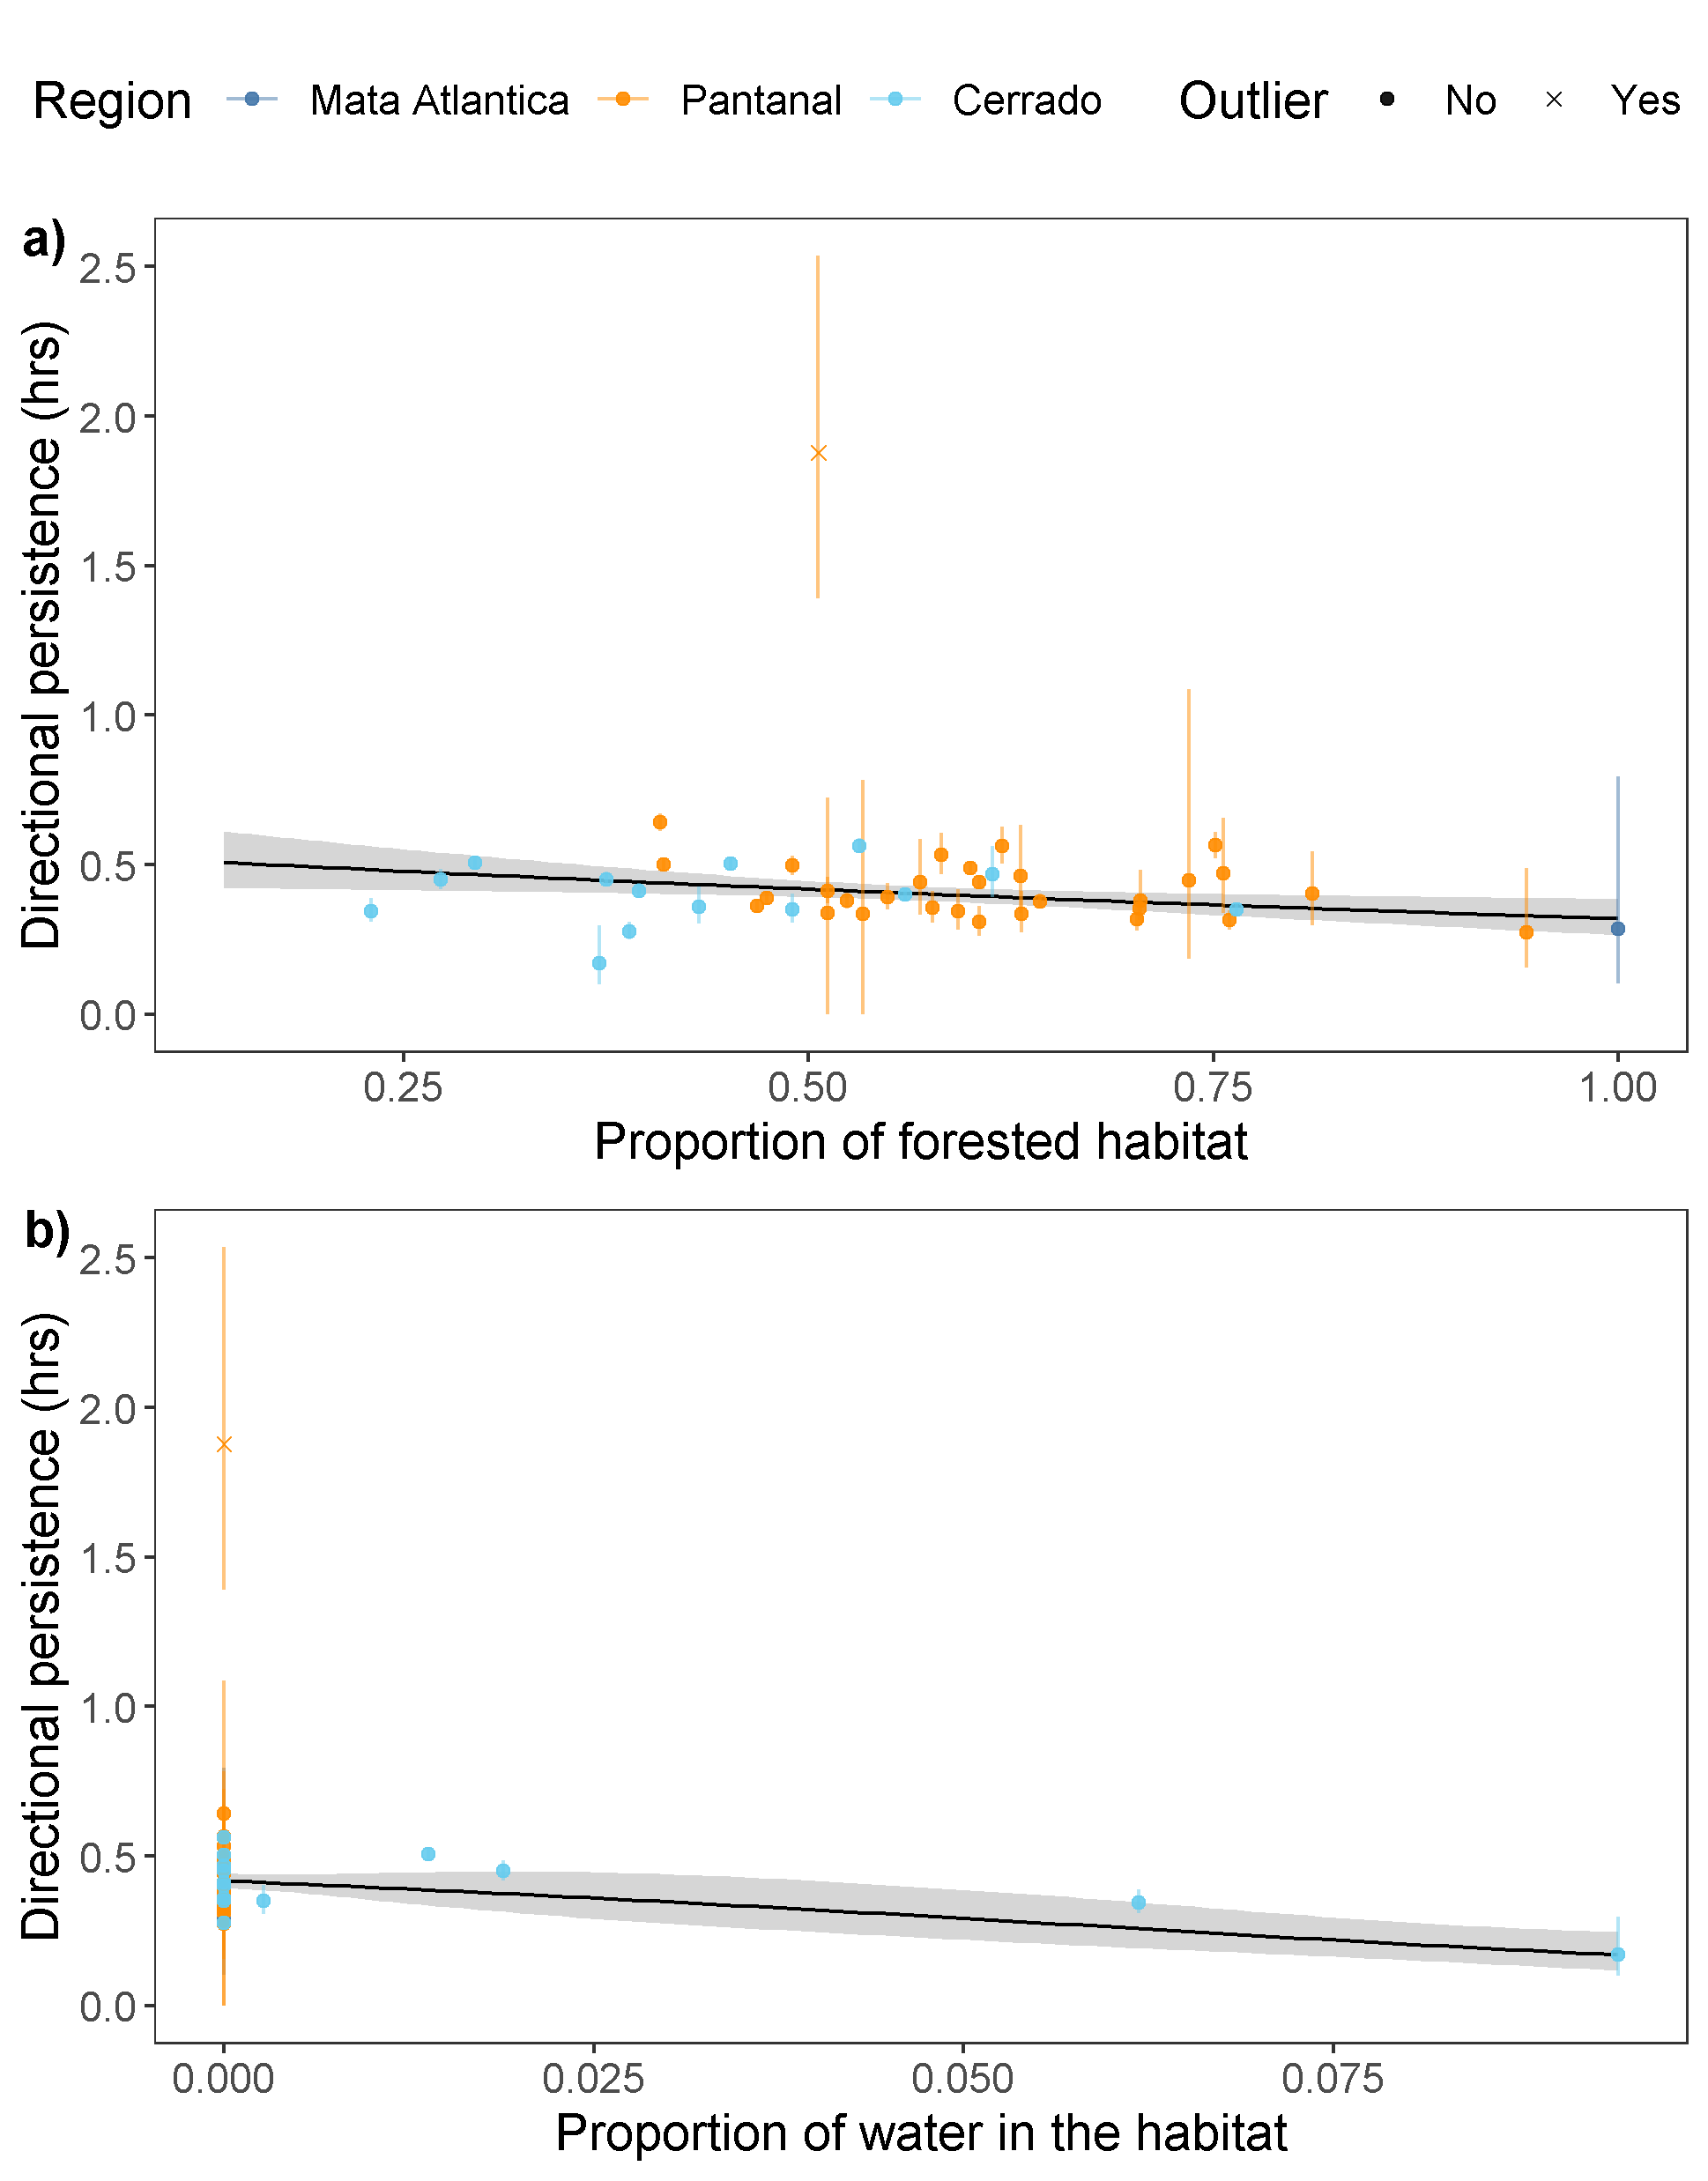 Region Mata Atlantica Pantanal Cerrado Outlier No Yes
a)
Directional persistence (hrs)
2.5
2.0
1.5
1.0
0.5
0.0
0.25 0.50 0.75 1.00
Proportion of forested habitat
b)
Directional persistence (hrs)
2.5
2.0
1.5
1.0
0.5
0.0
0.000 0.025 0.050 0.075
Proportion of water in the habitat